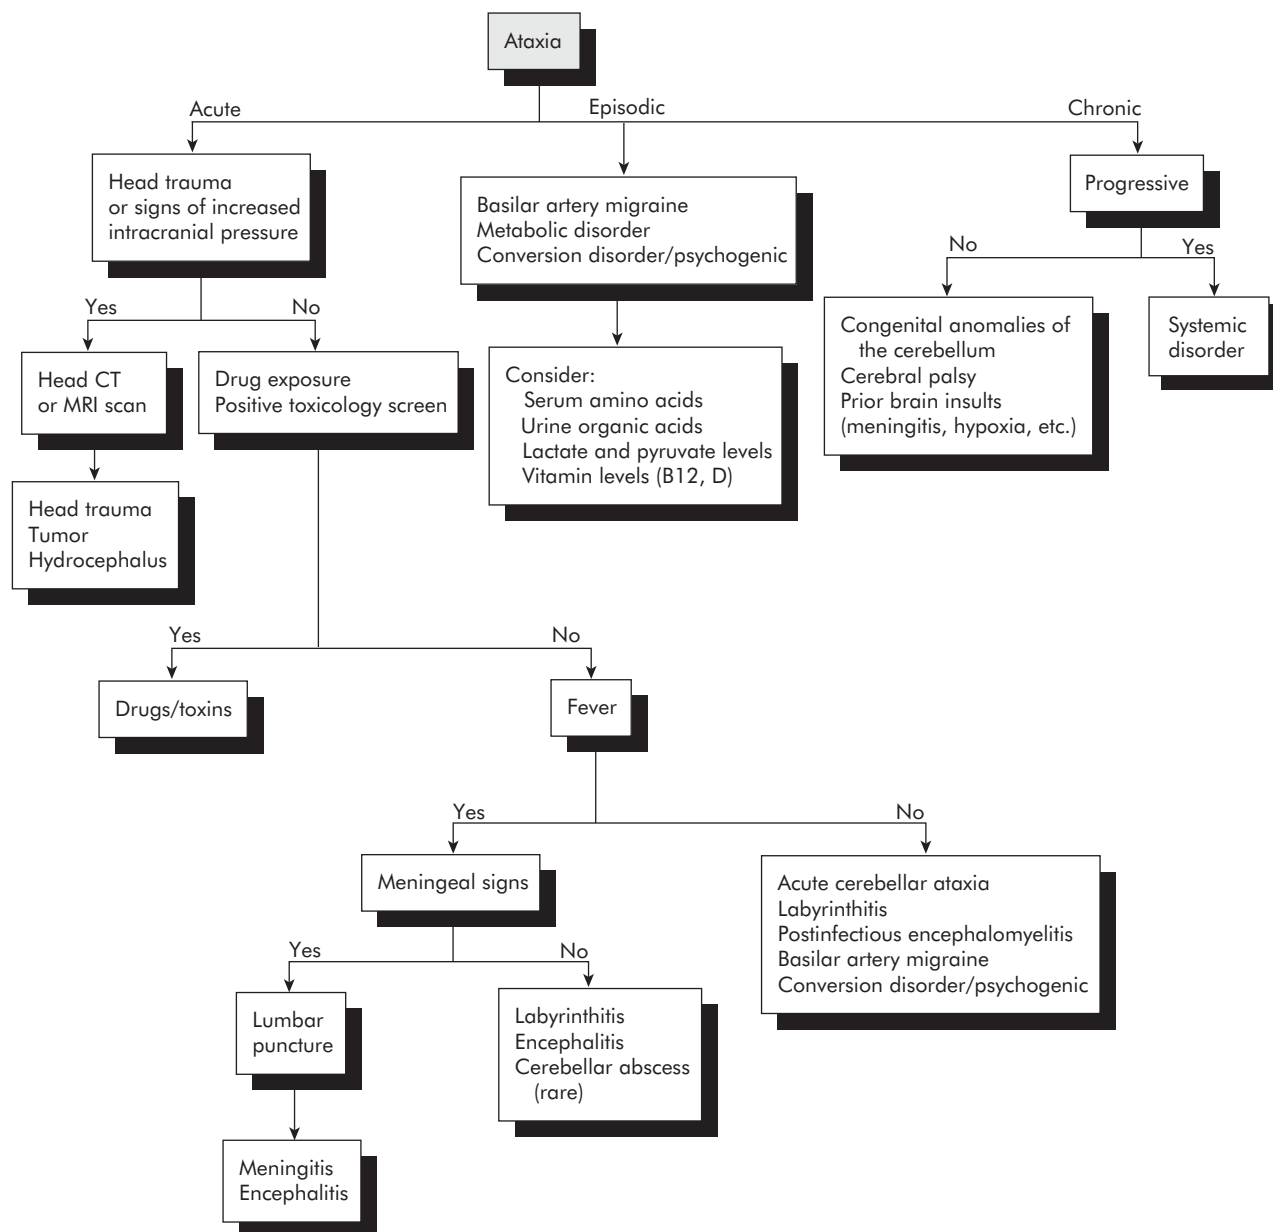 Ataxia
Acute
Episodic
Chronic
Head trauma
or signs of increased
intracranial pressure
Basilar artery migraine
Metabolic disorder
Conversion disorder/psychogenic
Progressive
Yes
No
No
Yes
Head CT
or MRI scan
Drug exposure
Positive toxicology screen
Consider:
Serum amino acids
Urine organic acids
Lactate and pyruvate levels
Vitamin levels (B12, D)
Congenital anomalies of
the cerebellum
Cerebral palsy
Prior brain insults
(meningitis, hypoxia, etc.)
Systemic
disorder
Head trauma
Tumor
Hydrocephalus
Yes
No
Drugs/toxins
Fever
Yes
No
Meningeal signs
Acute cerebellar ataxia
Labyrinthitis
Postinfectious encephalomyelitis
Basilar artery migraine
Conversion disorder/psychogenic
Yes
No
Lumbar
puncture
Labyrinthitis
Encephalitis
Cerebellar abscess
(rare)
Meningitis
Encephalitis